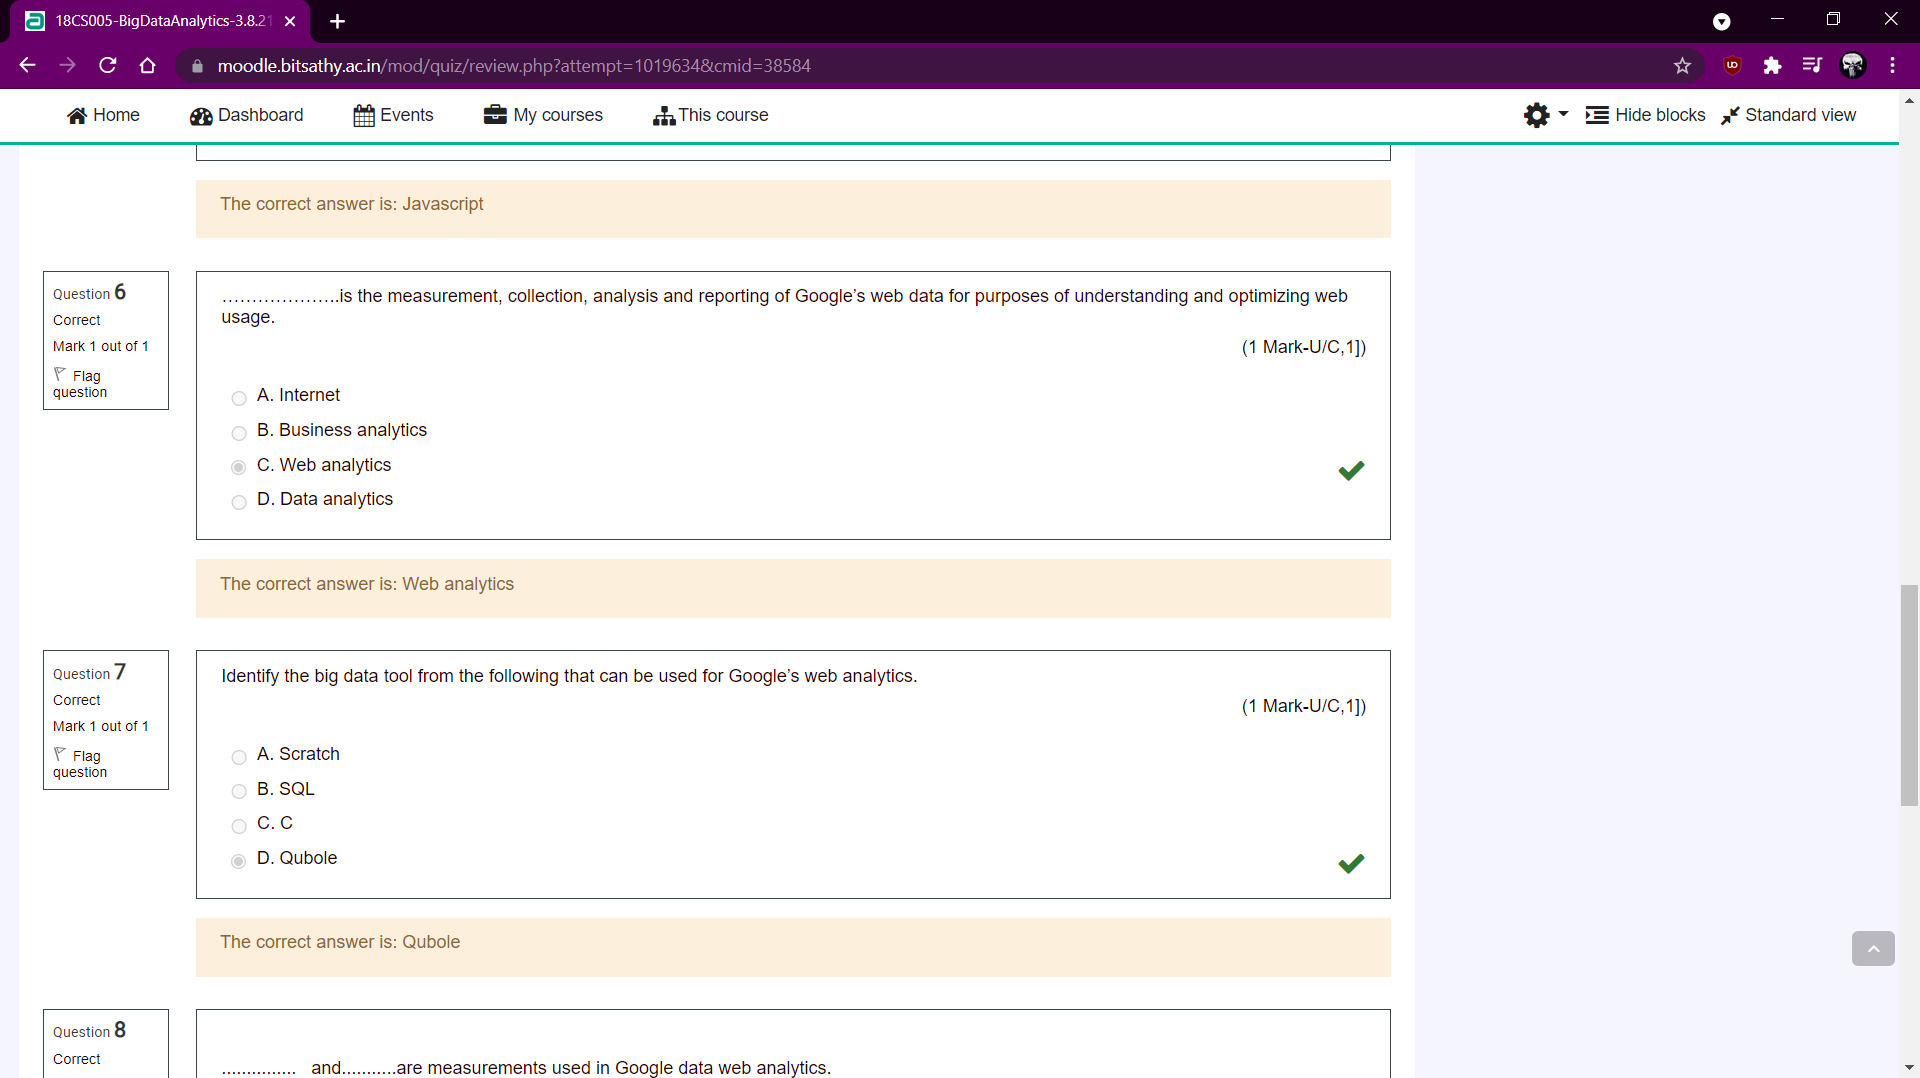 18CS005-BigDataAnalytics-3.8.21
moodle.bitsathy.ac.in/mod/quiz/review.php?attempt=1019634&cmid=38584
Home Dashboard Events My courses This course Hide blocks Standard view
The correct answer is: Javascript
Question 6
Correct
Mark 1 out of 1
Flag
question
………………..is the measurement, collection, analysis and reporting of Google’s web data for purposes of understanding and optimizing web
usage.
(1 Mark-U/C,1])
A. Internet
B. Business analytics
C. Web analytics
D. Data analytics
The correct answer is: Web analytics
Question 7
Correct
Mark 1 out of 1
Flag
question
Identify the big data tool from the following that can be used for Google’s web analytics.
(1 Mark-U/C,1])
A. Scratch
B. SQL
C. C
D. Qubole
The correct answer is: Qubole
Question 8
Correct
............... and...........are measurements used in Google data web analytics.